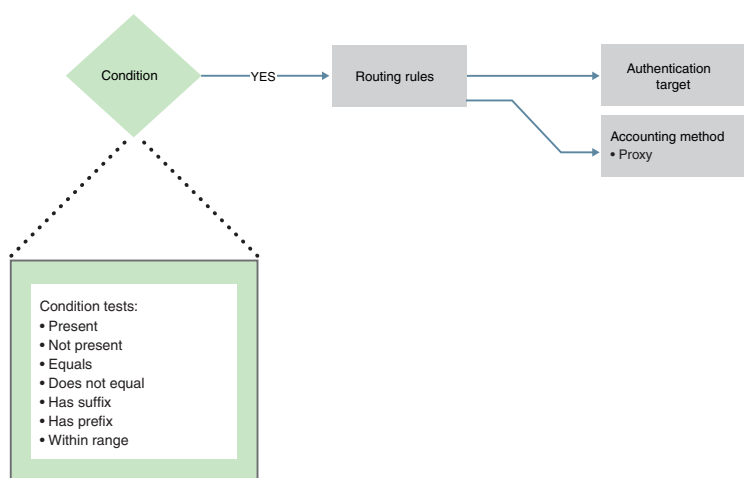 Condition
YES
Routing rules
Authentication
target
Accounting method
• Proxy
Condition tests:
• Present
• Not present
• Equals
• Does not equal
• Has suffix
• Has prefix
• Within range